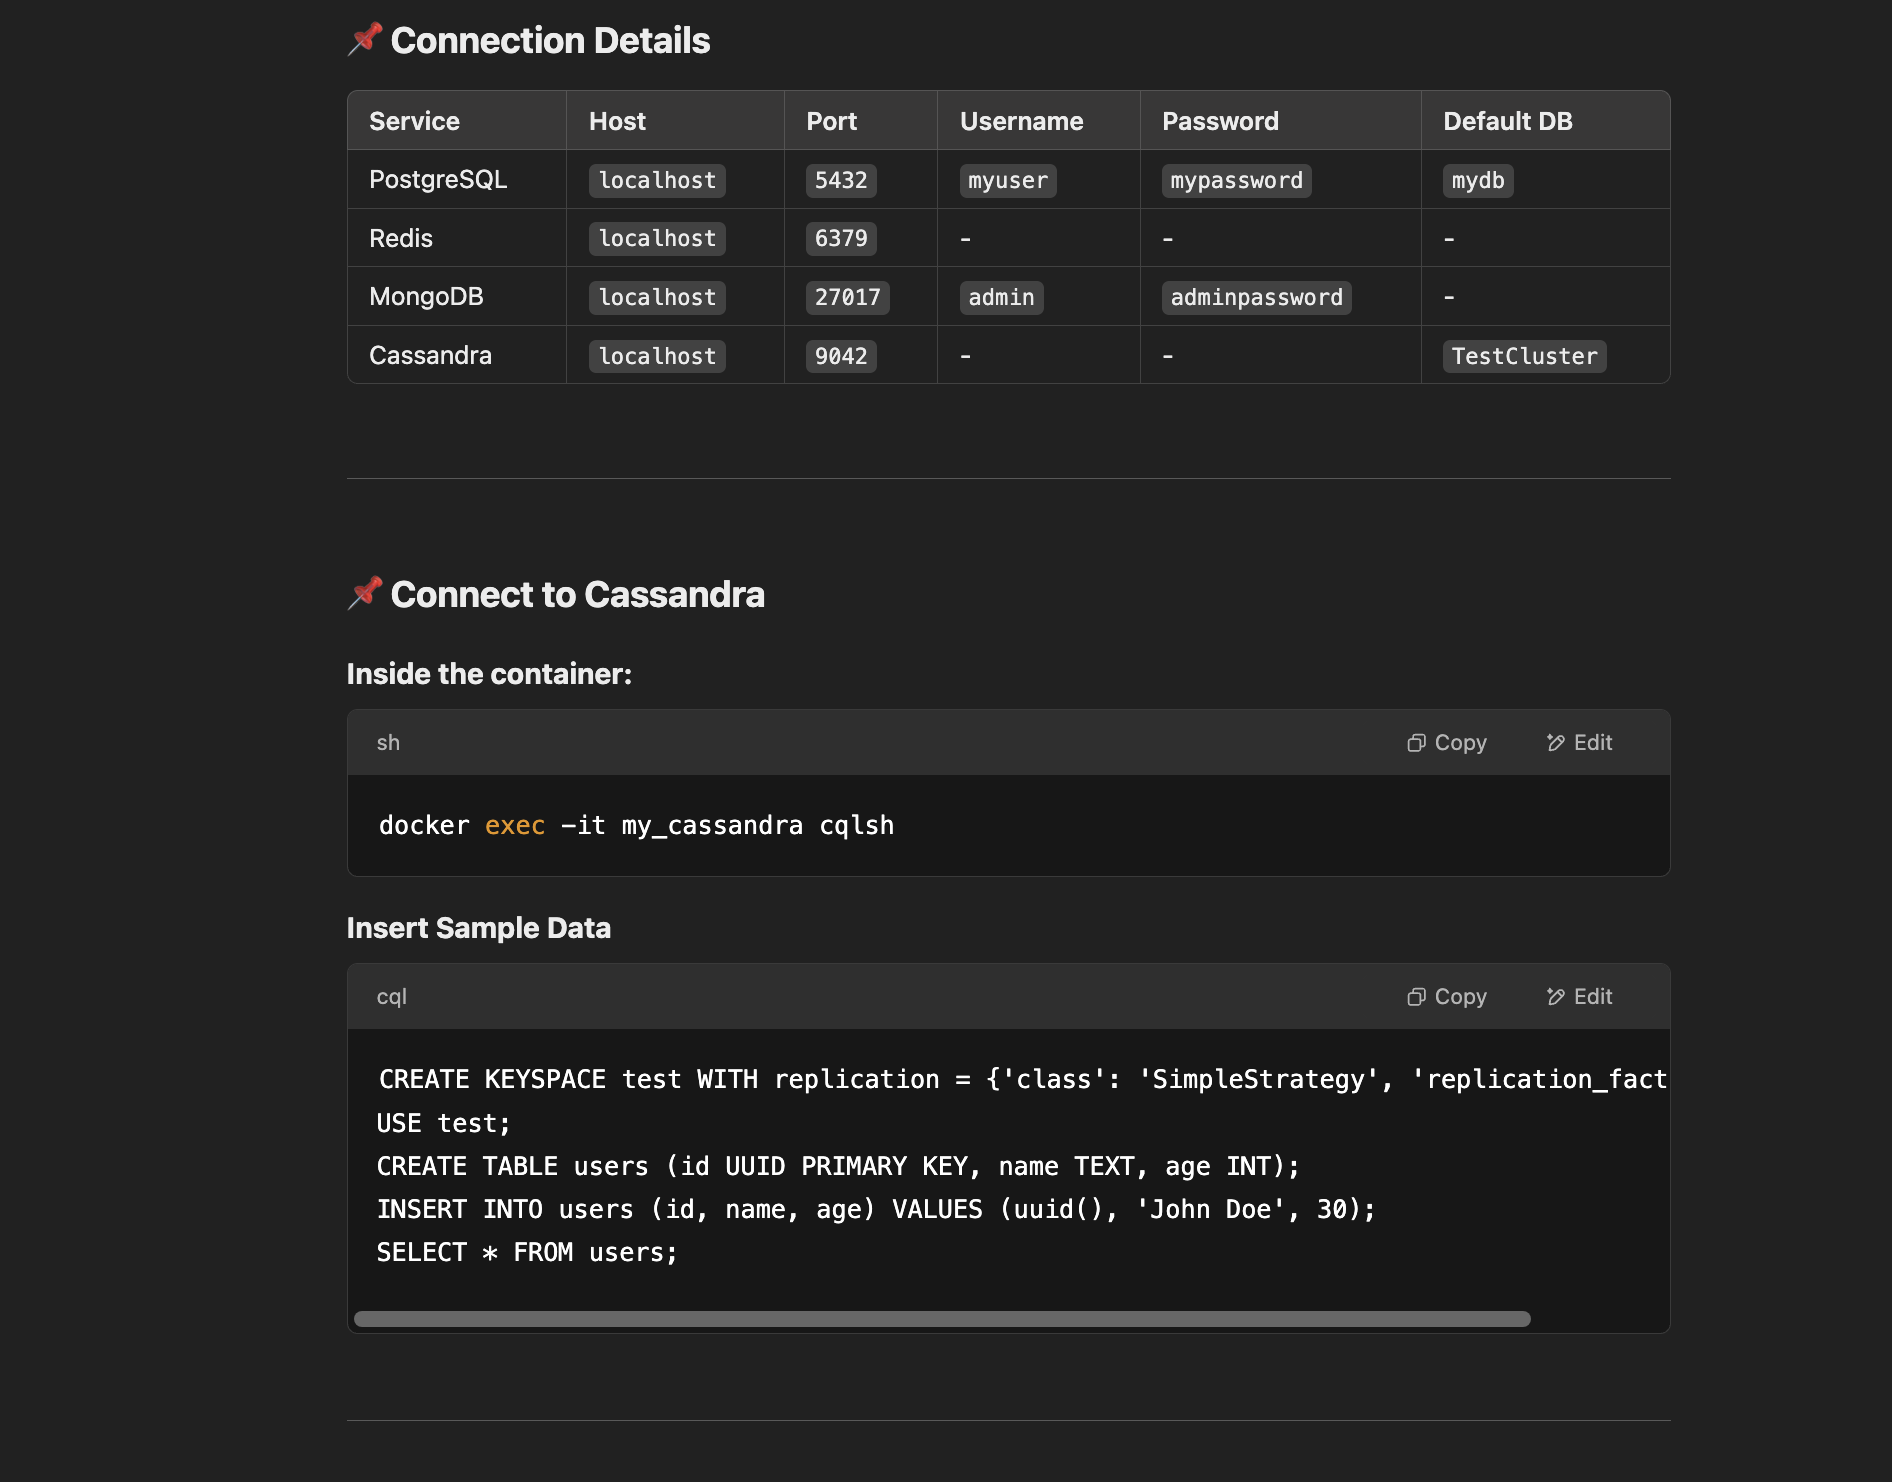 📌 Connection Details
Service Host Port Username Password Default DB
PostgreSQL localhost 5432 myuser mypassword mydb
Redis localhost 6379 - - -
MongoDB localhost 27017 admin adminpassword -
Cassandra localhost 9042 - - TestCluster
📌 Connect to Cassandra
Inside the container:
sh Copy Edit
docker exec -it my_cassandra cqlsh
Insert Sample Data
cql Copy Edit
CREATE KEYSPACE test WITH replication = {'class': 'SimpleStrategy', 'replication_fact
USE test;
CREATE TABLE users (id UUID PRIMARY KEY, name TEXT, age INT);
INSERT INTO users (id, name, age) VALUES (uuid(), 'John Doe', 30);
SELECT * FROM users;